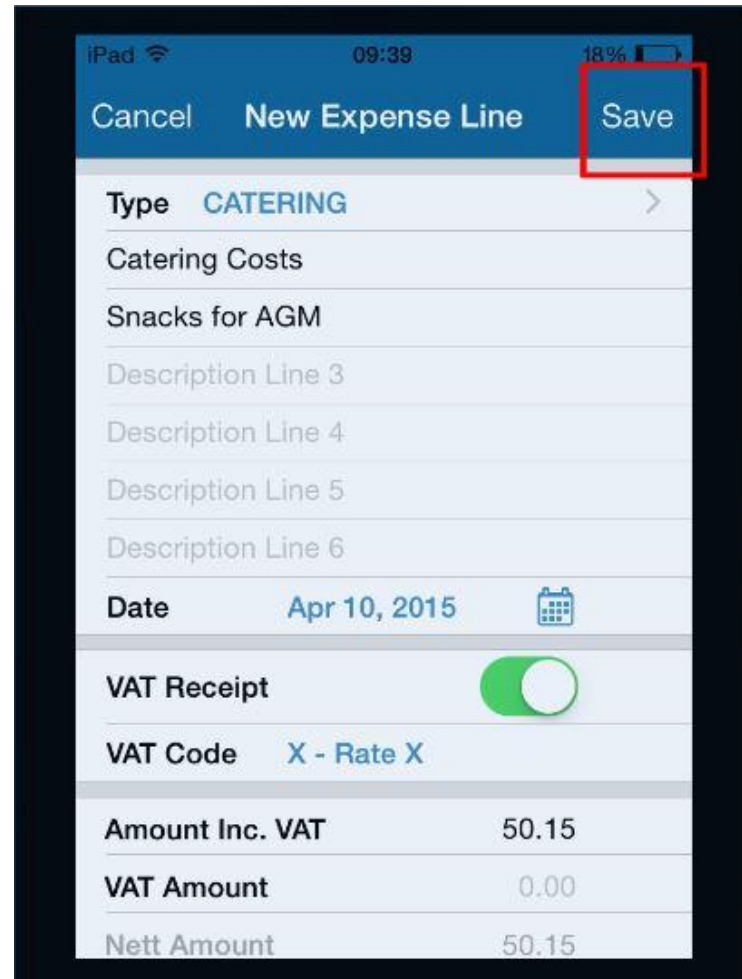 iPad 09:39 18%
Cancel New Expense Line Save
Type CATERING
Catering Costs
Snacks for AGM
Description Line 3
Description Line 4
Description Line 5
Description Line 6
Date Apr 10, 2015
VAT Receipt
VAT Code X - Rate X
Amount Inc. VAT 50.15
VAT Amount 0.00
Nett Amount 50.15